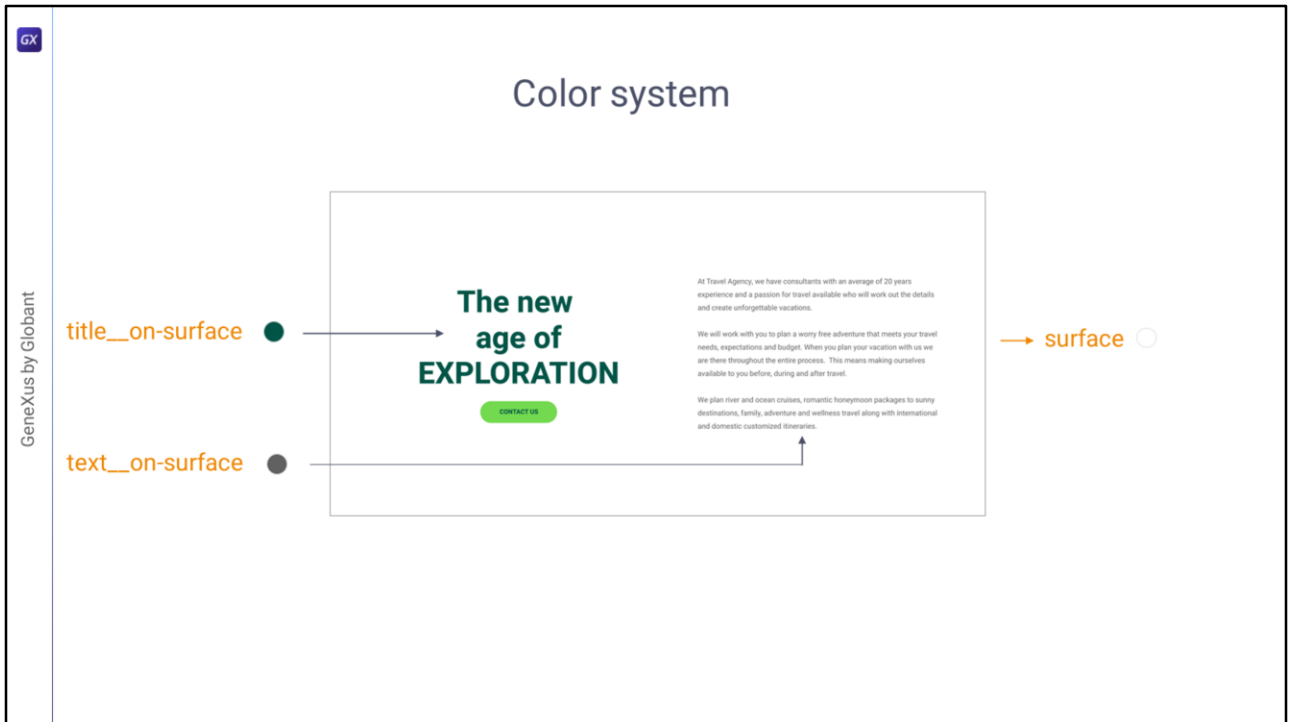 GX
Color system
GeneXus by Globant
title__on-surface
The new
age of
EXPLORATION
CONTACT US
At Travel Agency, we have consultants with an average of 20 years
experience and a passion for travel available who will work out the details
and create unforgettable vacations.
We will work with you to plan a worry free adventure that meets your travel
needs, expectations and budget. When you plan your vacation with us we
are there throughout the entire process. This means making ourselves
available to you before, during and after travel.
We plan river and ocean cruises, romantic honeymoon packages to sunny
destinations, family, adventure and wellness travel along with international
and domestic customized itineraries.
surface
text__on-surface